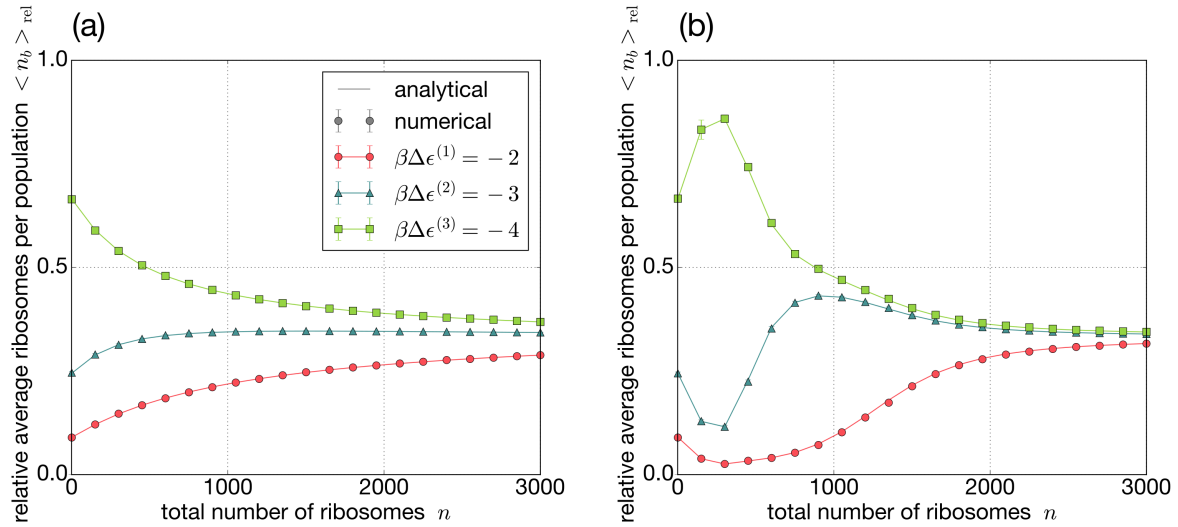 (a)
relative average ribosomes per population < n_b >_rel
1.0
0.5
0.0
analytical
numerical
βΔϵ^(1) = − 2
βΔϵ^(2) = − 3
βΔϵ^(3) = − 4
0 1000 2000 3000
total number of ribosomes n
(b)
relative average ribosomes per population < n_b >_rel
1.0
0.5
0.0
0 1000 2000 3000
total number of ribosomes n